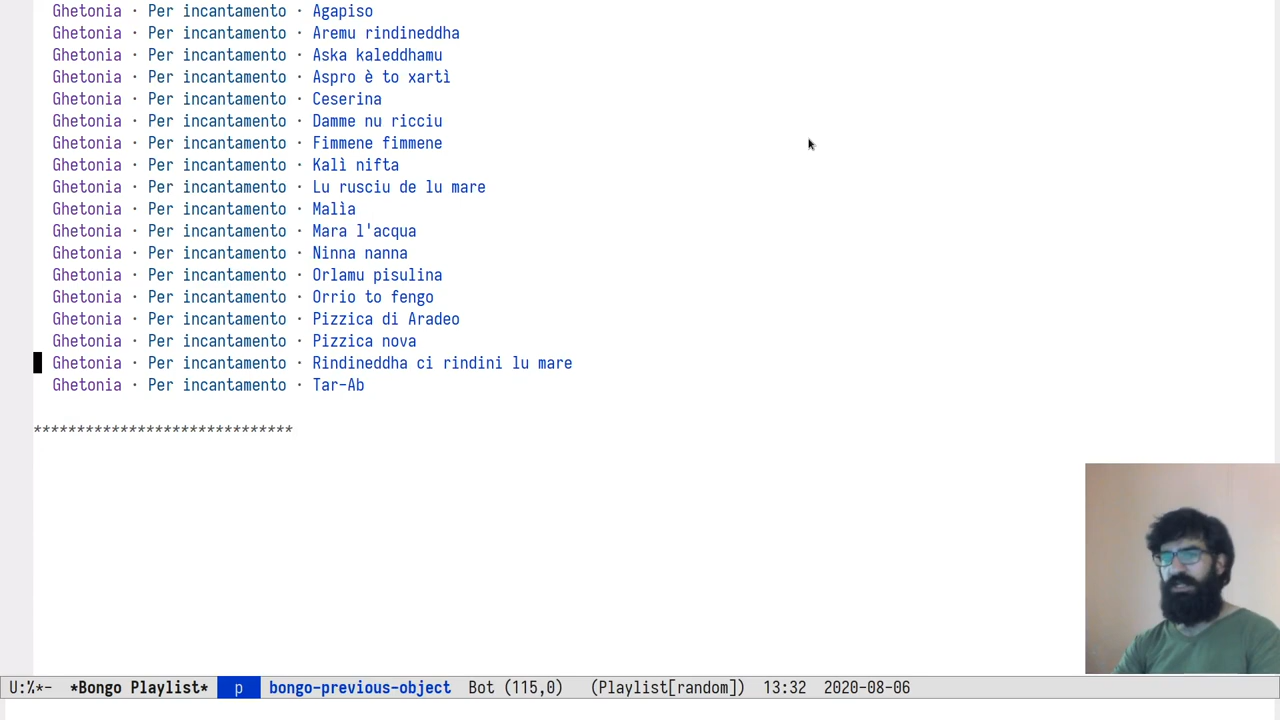 Ghetonia · Per incantamento · Agapiso
Ghetonia · Per incantamento · Aremu rindineddha
Ghetonia · Per incantamento · Aska kaleddhamu
Ghetonia · Per incantamento · Aspro è to xartì
Ghetonia · Per incantamento · Ceserina
Ghetonia · Per incantamento · Damme nu ricciu
Ghetonia · Per incantamento · Fimmene fimmene
Ghetonia · Per incantamento · Kalì nifta
Ghetonia · Per incantamento · Lu rusciu de lu mare
Ghetonia · Per incantamento · Malìa
Ghetonia · Per incantamento · Mara l'acqua
Ghetonia · Per incantamento · Ninna nanna
Ghetonia · Per incantamento · Orlamu pisulina
Ghetonia · Per incantamento · Orrio to fengo
Ghetonia · Per incantamento · Pizzica di Aradeo
Ghetonia · Per incantamento · Pizzica nova
Ghetonia · Per incantamento · Rindineddha ci rindini lu mare
Ghetonia · Per incantamento · Tar-Ab
******************************
U:%*- *Bongo Playlist* p bongo-previous-object Bot (115,0) (Playlist[random]) 13:32 2020-08-06